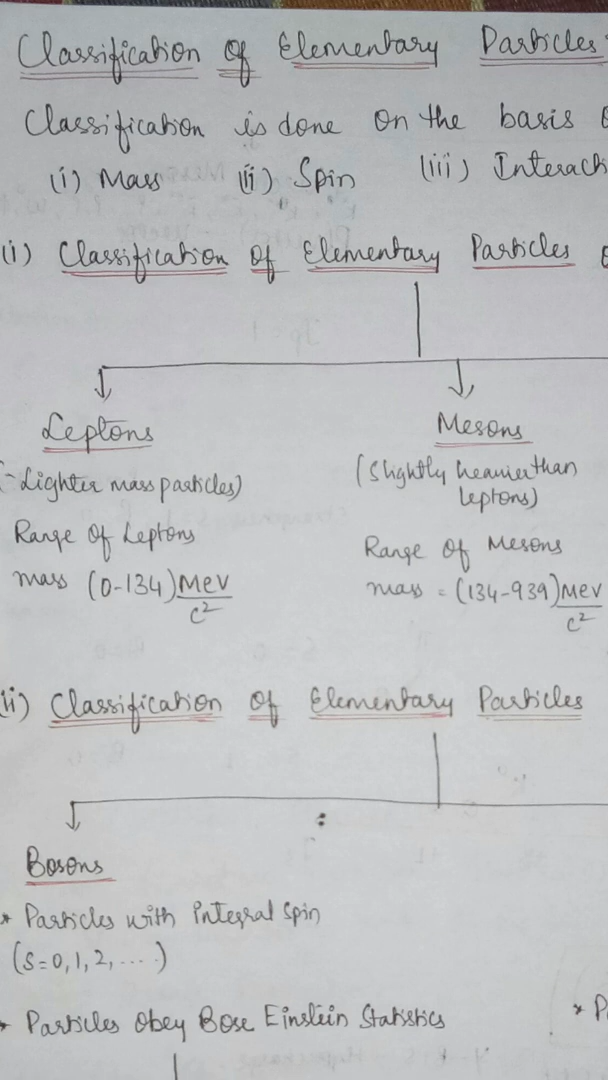 Classification of Elementary Particles
Classification is done on the basis
(i) Mass (ii) Spin (iii) Interacti
(i) Classification of Elementary Particles
Leptons
Mesons
(-Lighter mass particles)
(Slightly heavier than
leptons)
Range of Leptons
mass (0-134) MeV/c²
Range of Mesons
mass = (134-939) MeV/c²
(ii) Classification of Elementary Particles
Bosons
* Particles with integral spin
(S=0,1,2,....)
* Particles obey Bose Einstein Statistics
* P